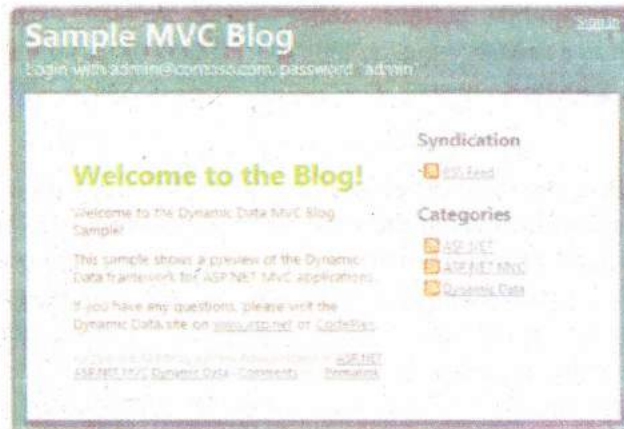 Sign In
Sample MVC Blog
Login with admin@contoso.com, password "admin"
Welcome to the Blog!
Welcome to the Dynamic Data MVC Blog
Sample!
This sample shows a preview of the Dynamic
Data framework for ASP.NET MVC applications.
If you have any questions, please visit the
Dynamic Data site on www.asp.net or CodePlex.
ASP.NET
ASP.NET MVC Dynamic Data Comments Permalink
Syndication
RSS Feed
Categories
ASP.NET
ASP.NET MVC
Dynamic Data